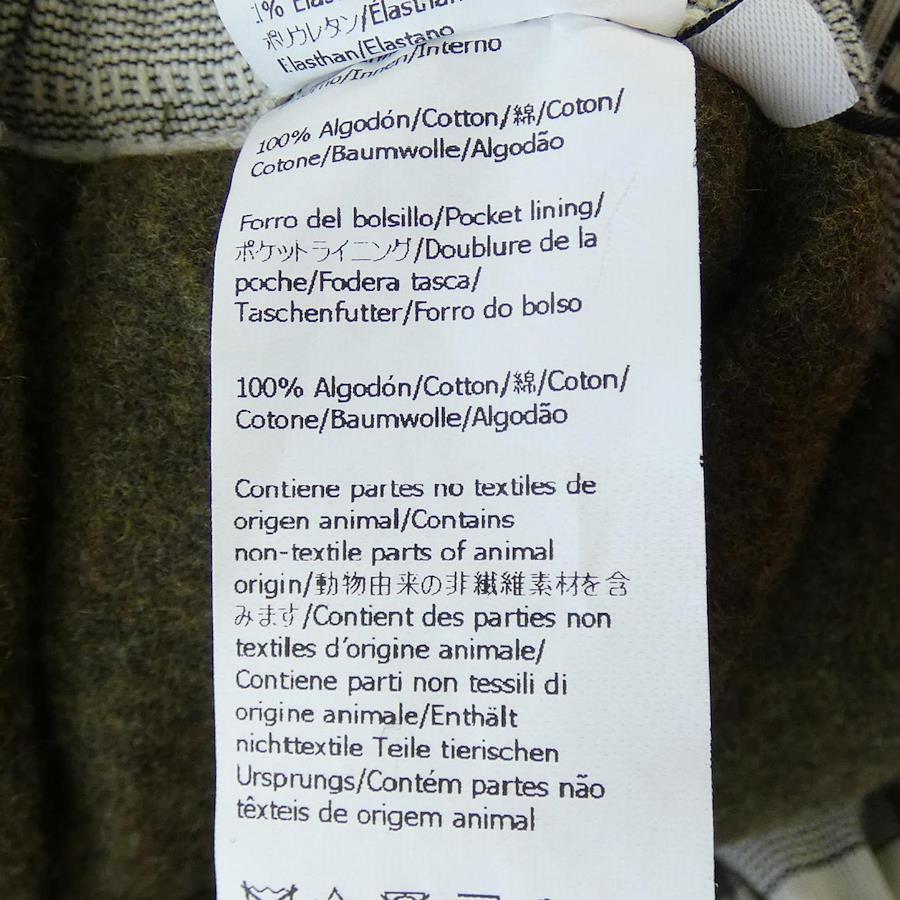 1%
ポリウレタン/Elasthan
Elasthan/Elastano
/Innen/Interno
100% Algodón/Cotton/綿/Coton/
Cotone/Baumwolle/Algodão
Forro del bolsillo/Pocket lining/
ポケットライニング/Doublure de la
poche/Fodera tasca/
Taschenfutter/Forro do bolso
100% Algodón/Cotton/綿/Coton/
Cotone/Baumwolle/Algodão
Contiene partes no textiles de
origen animal/Contains
non-textile parts of animal
origin/動物由来の非繊維素材を含
みます/Contient des parties non
textiles d'origine animale/
Contiene parti non tessili di
origine animale/Enthält
nichttextile Teile tierischen
Ursprungs/Contém partes não
têxteis de origem animal